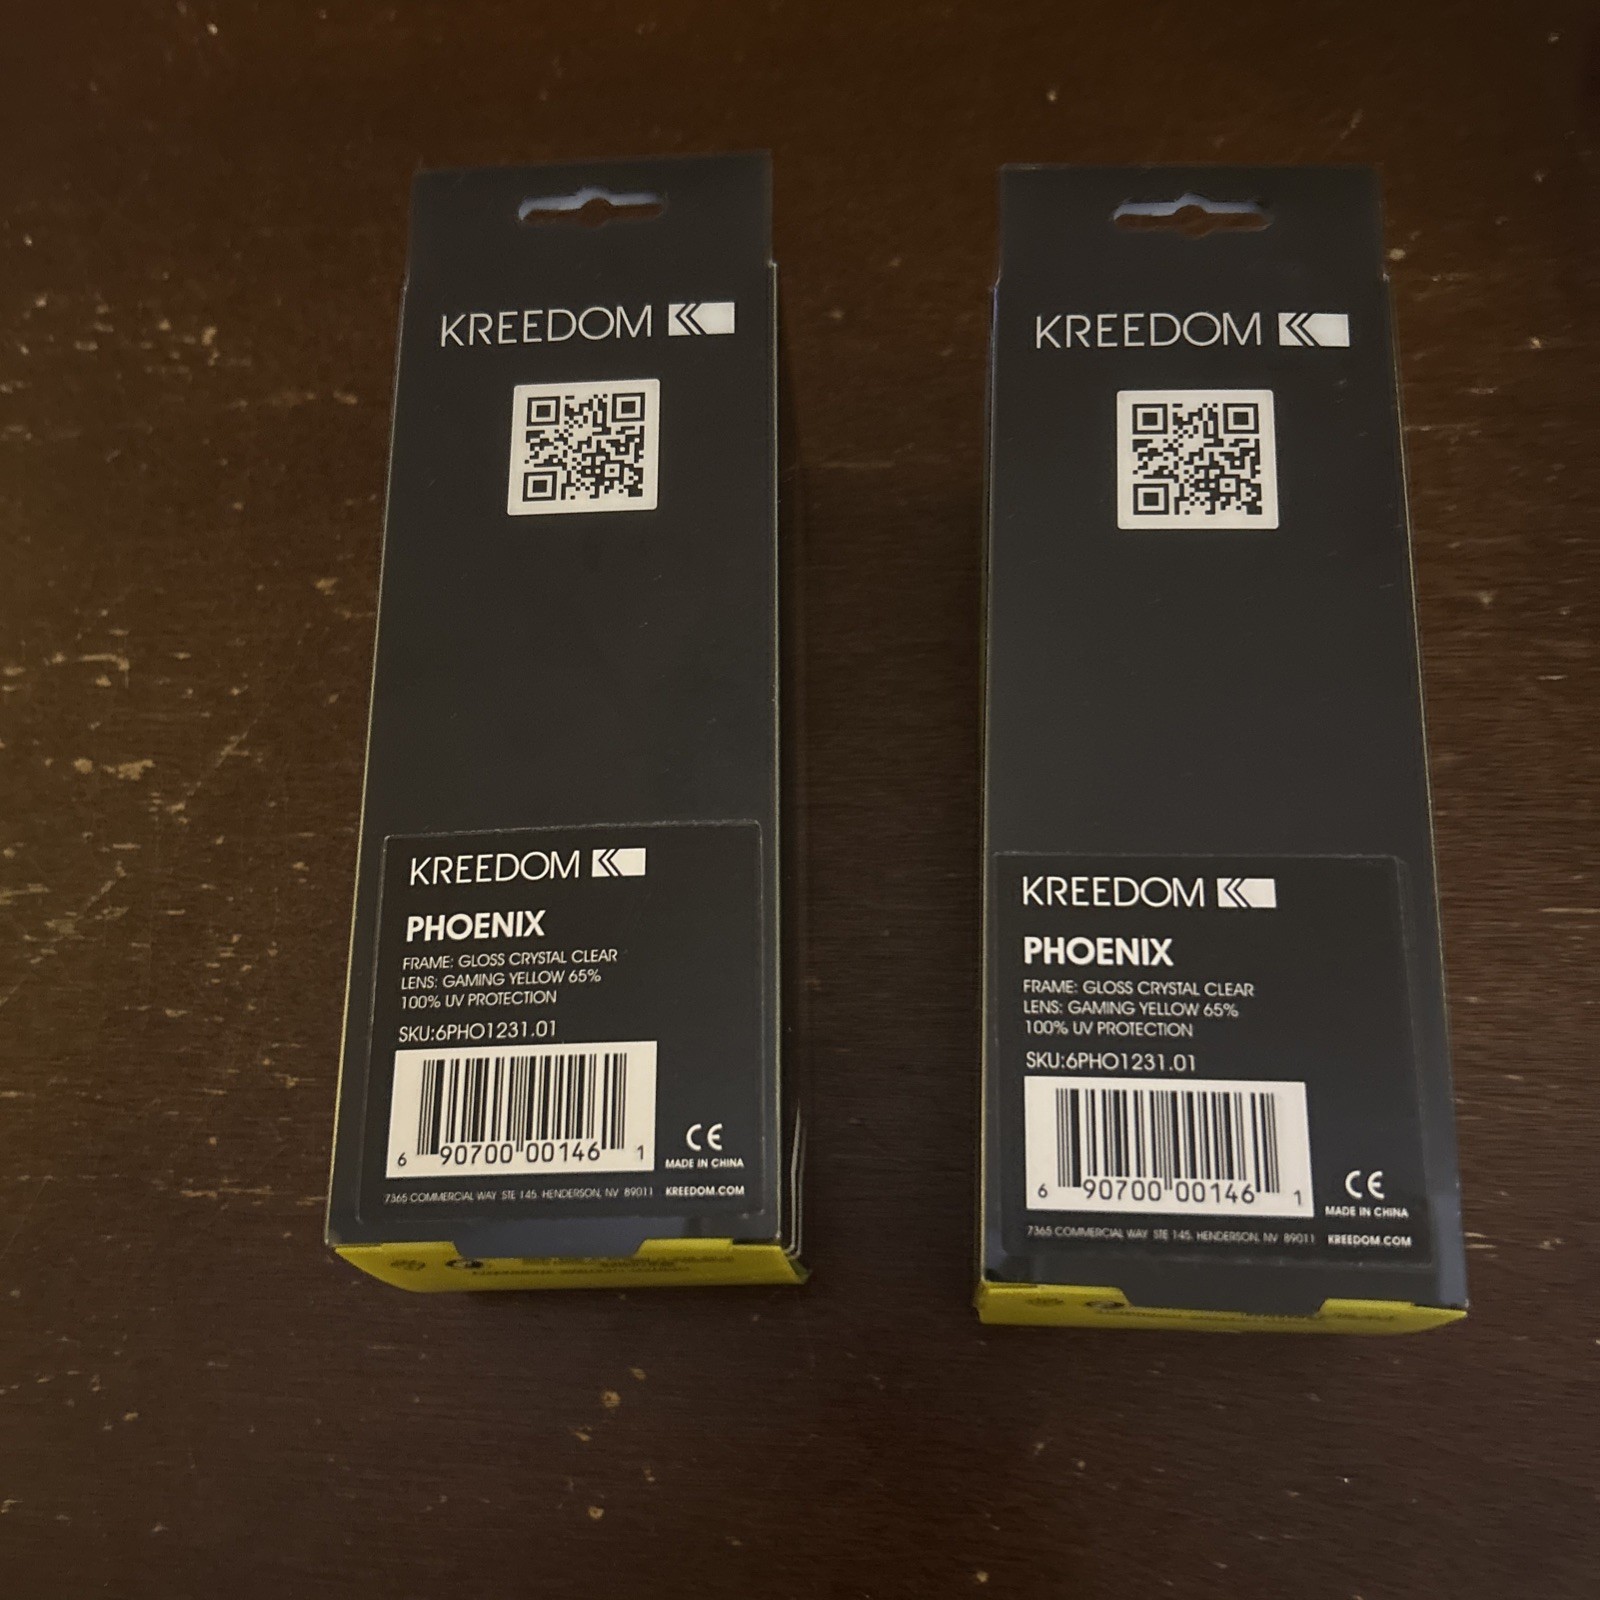 KREEDOM
KREEDOM
PHOENIX
FRAME: GLOSS CRYSTAL CLEAR
LENS: GAMING YELLOW 65%
100% UV PROTECTION
SKU:6PHO1231.01
6 90700 00146 1
CE
MADE IN CHINA
7365 COMMERCIAL WAY STE 145, HENDERSON, NV 89011 KREEDOM.COM
KREEDOM
KREEDOM
PHOENIX
FRAME: GLOSS CRYSTAL CLEAR
LENS: GAMING YELLOW 65%
100% UV PROTECTION
SKU:6PHO1231.01
6 90700 00146 1
CE
MADE IN CHINA
7365 COMMERCIAL WAY STE 145, HENDERSON, NV 89011 KREEDOM.COM